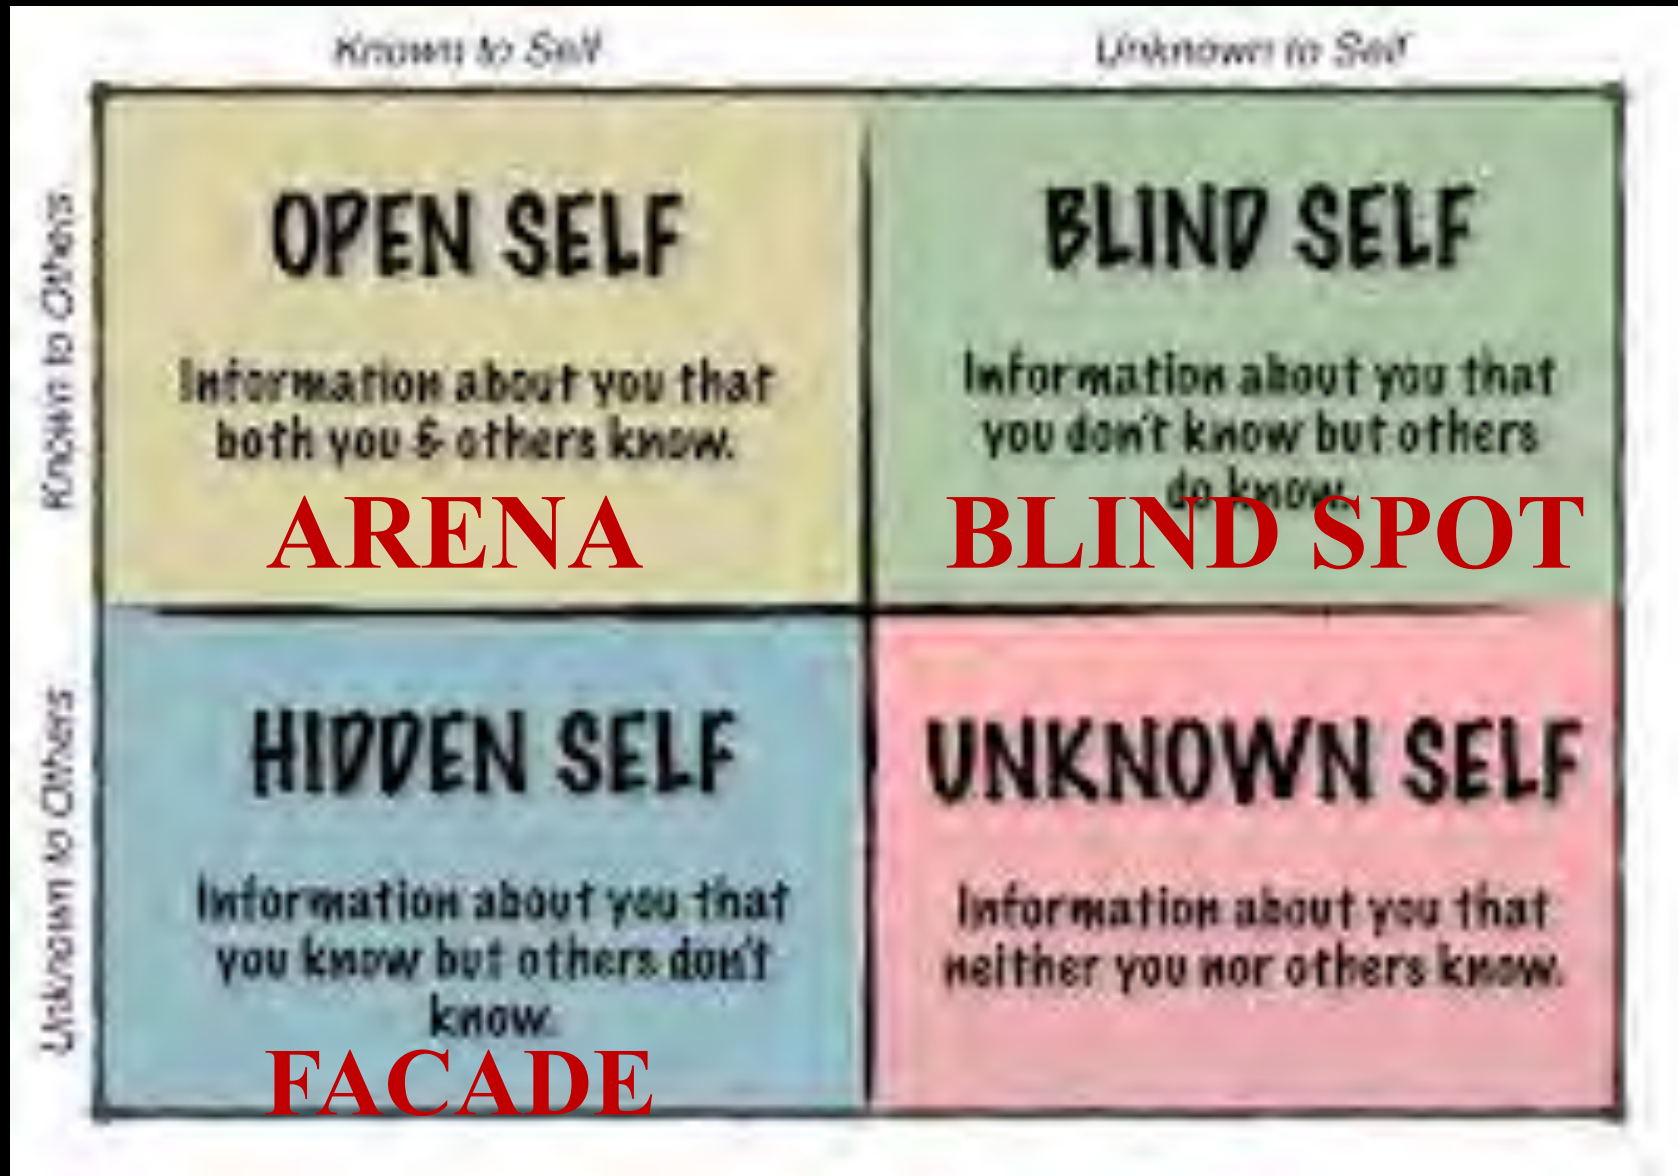 Known to Self
Unknown to Self
Known to Others
OPEN SELF
Information about you that
both you & others know.
ARENA
BLIND SELF
Information about you that
you don't know but others
do know.
BLIND SPOT
Unknown to Others
HIDDEN SELF
Information about you that
you know but others don't
know.
FACADE
UNKNOWN SELF
Information about you that
neither you nor others know.